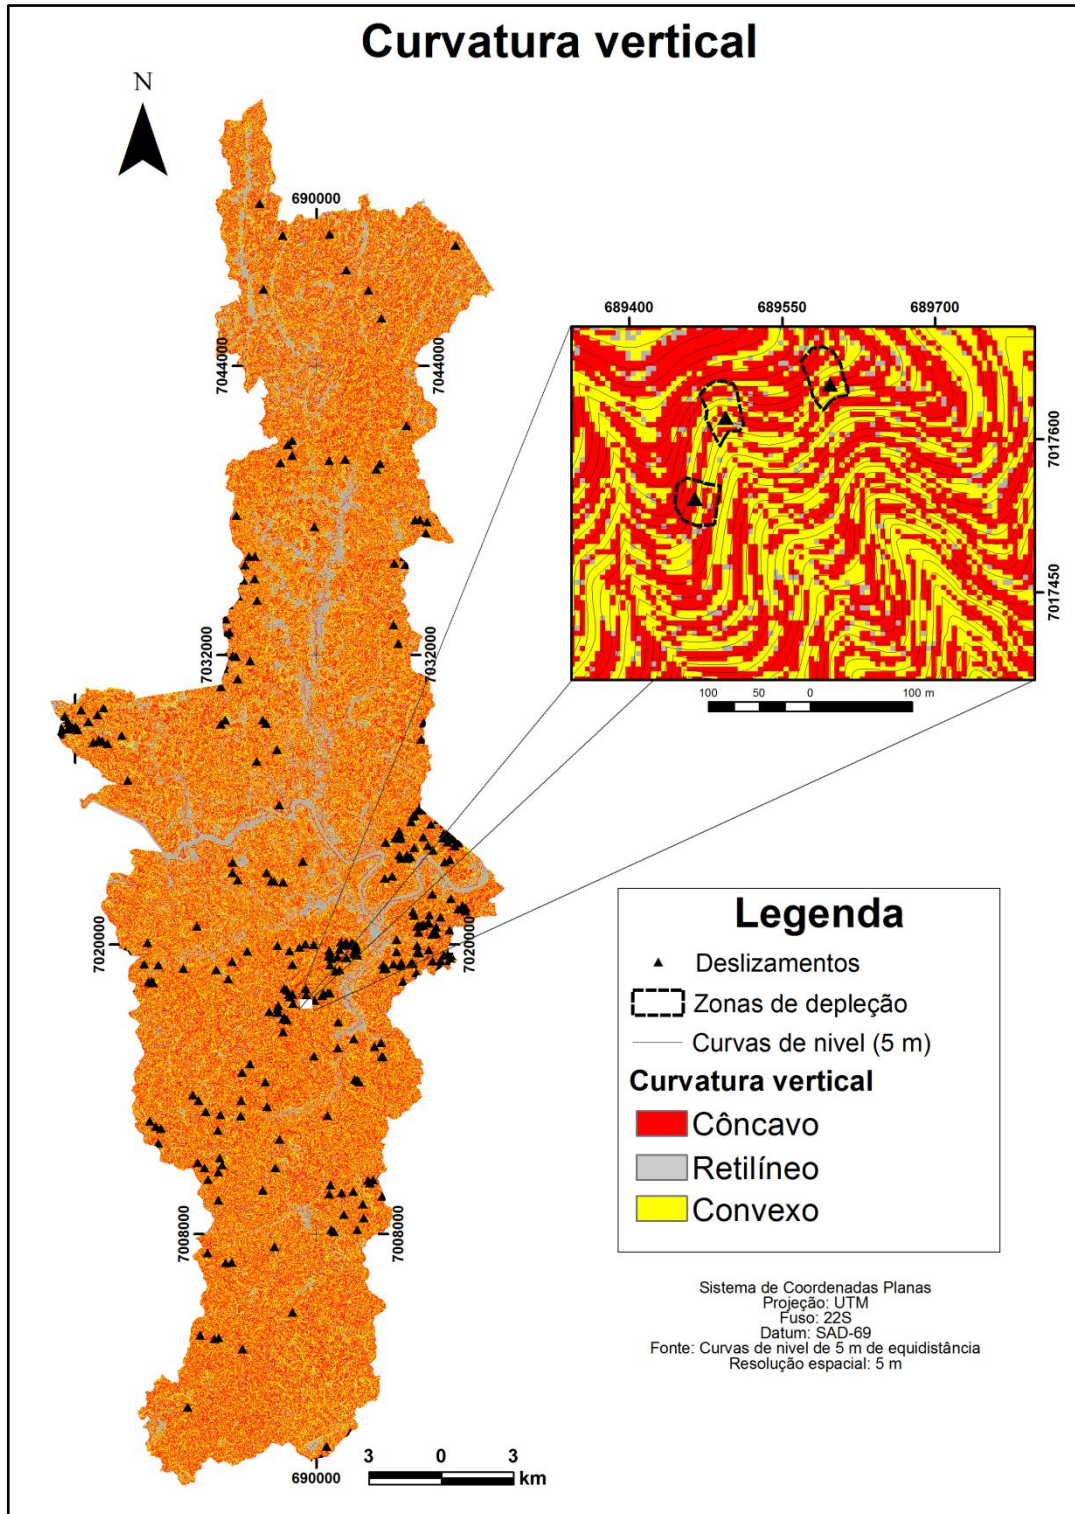 Curvatura vertical
N
690000
7044000
7044000
689400
689550
689700
7017600
7017450
100
50
0
100 m
7032000
7032000
7020000
7020000
7008000
7008000
690000
3
0
3
km
Legenda
Deslizamentos
Zonas de depleção
Curvas de nivel (5 m)
Curvatura vertical
Côncavo
Retilíneo
Convexo
Sistema de Coordenadas Planas
Projeção: UTM
Fuso: 22S
Datum: SAD-69
Fonte: Curvas de nivel de 5 m de equidistância
Resolução espacial: 5 m